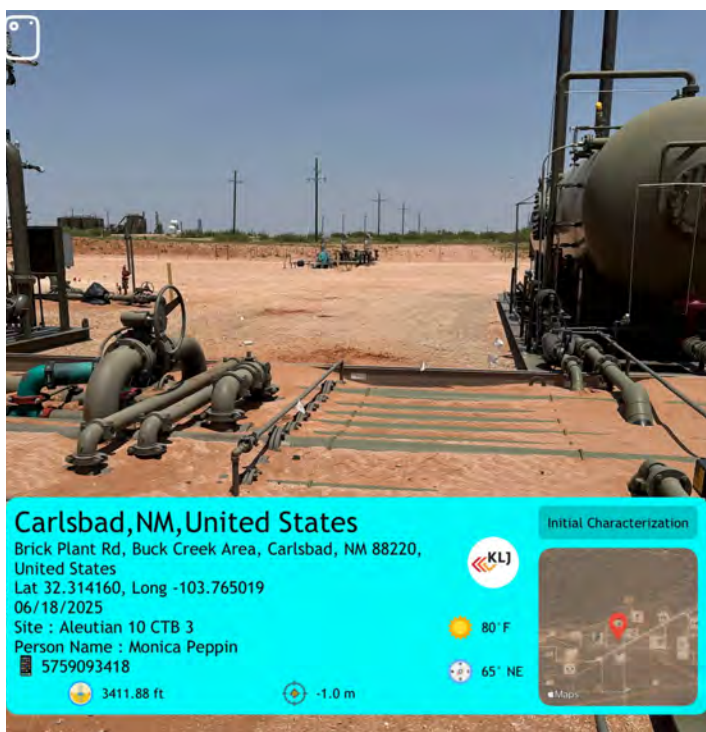 Carlsbad,NM,United States
Initial Characterization
Brick Plant Rd, Buck Creek Area, Carlsbad, NM 88220,
United States
Lat 32.314160, Long -103.765019
06/18/2025
Site : Aleutian 10 CTB 3
Person Name : Monica Peppin
5759093418
3411.88 ft
-1.0 m
KLJ
80°F
65° NE
Maps